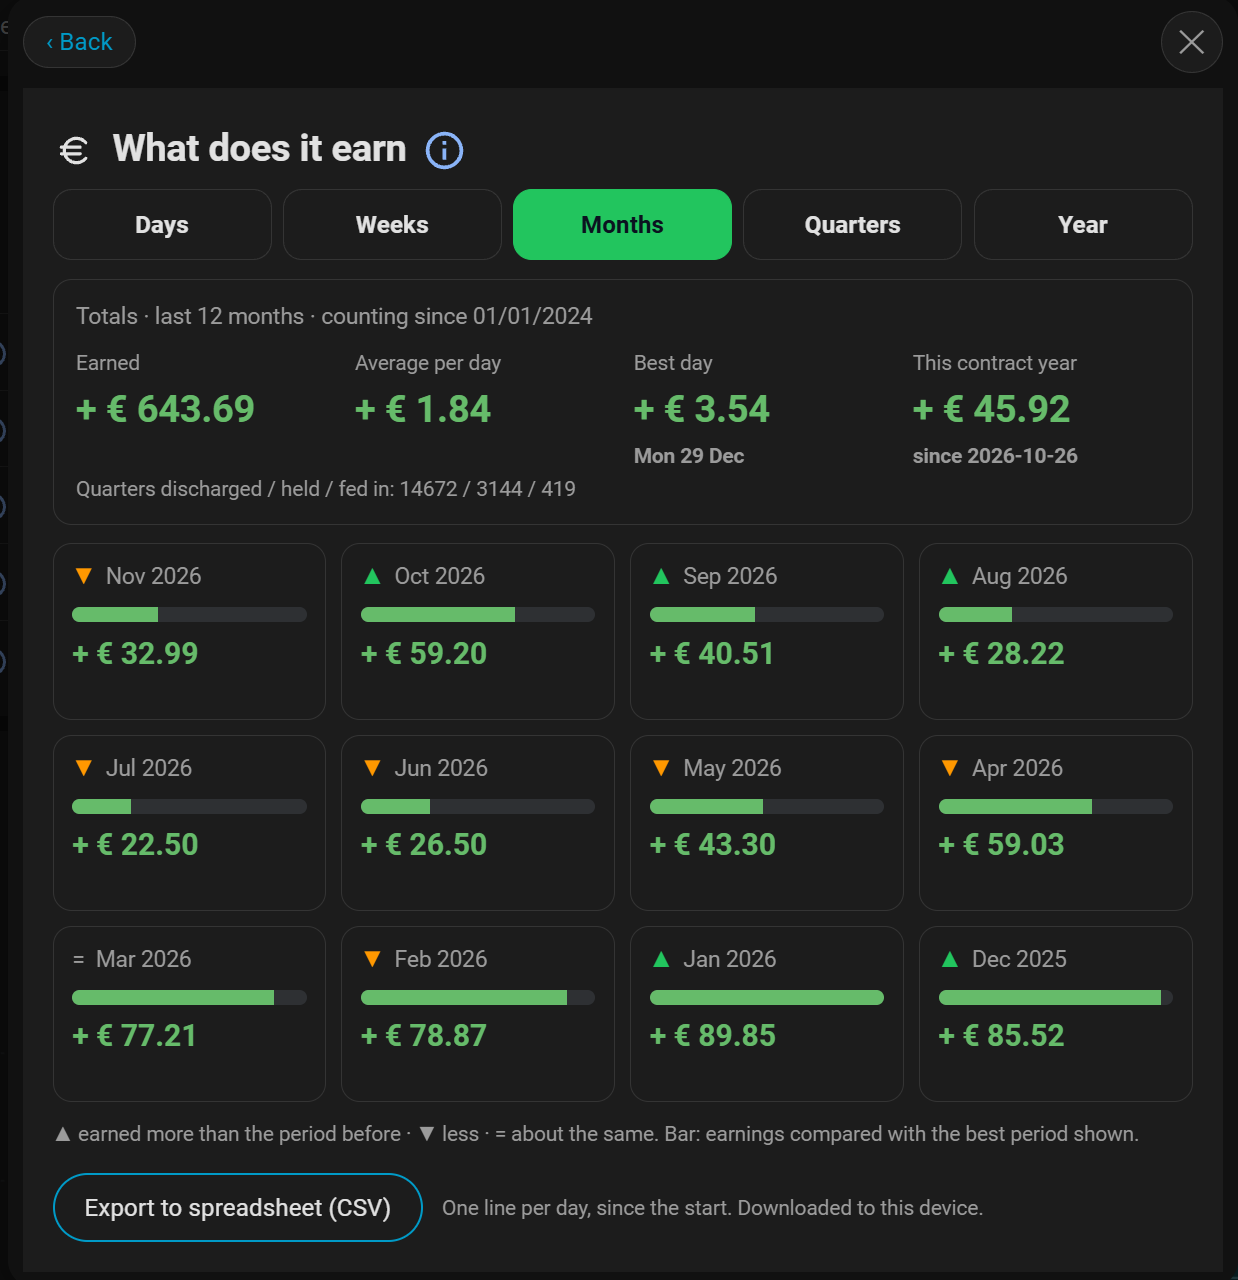 ‹ Back
€ What does it earn
Days Weeks Months Quarters Year
Totals · last 12 months · counting since 01/01/2024
Earned Average per day Best day This contract year
+ € 643.69 + € 1.84 + € 3.54 + € 45.92
Mon 29 Dec since 2026-10-26
Quarters discharged / held / fed in: 14672 / 3144 / 419
▼ Nov 2026 ▲ Oct 2026 ▲ Sep 2026 ▲ Aug 2026
+ € 32.99 + € 59.20 + € 40.51 + € 28.22
▼ Jul 2026 ▼ Jun 2026 ▼ May 2026 ▼ Apr 2026
+ € 22.50 + € 26.50 + € 43.30 + € 59.03
= Mar 2026 ▼ Feb 2026 ▲ Jan 2026 ▲ Dec 2025
+ € 77.21 + € 78.87 + € 89.85 + € 85.52
▲ earned more than the period before · ▼ less · = about the same. Bar: earnings compared with the best period shown.
Export to spreadsheet (CSV) One line per day, since the start. Downloaded to this device.